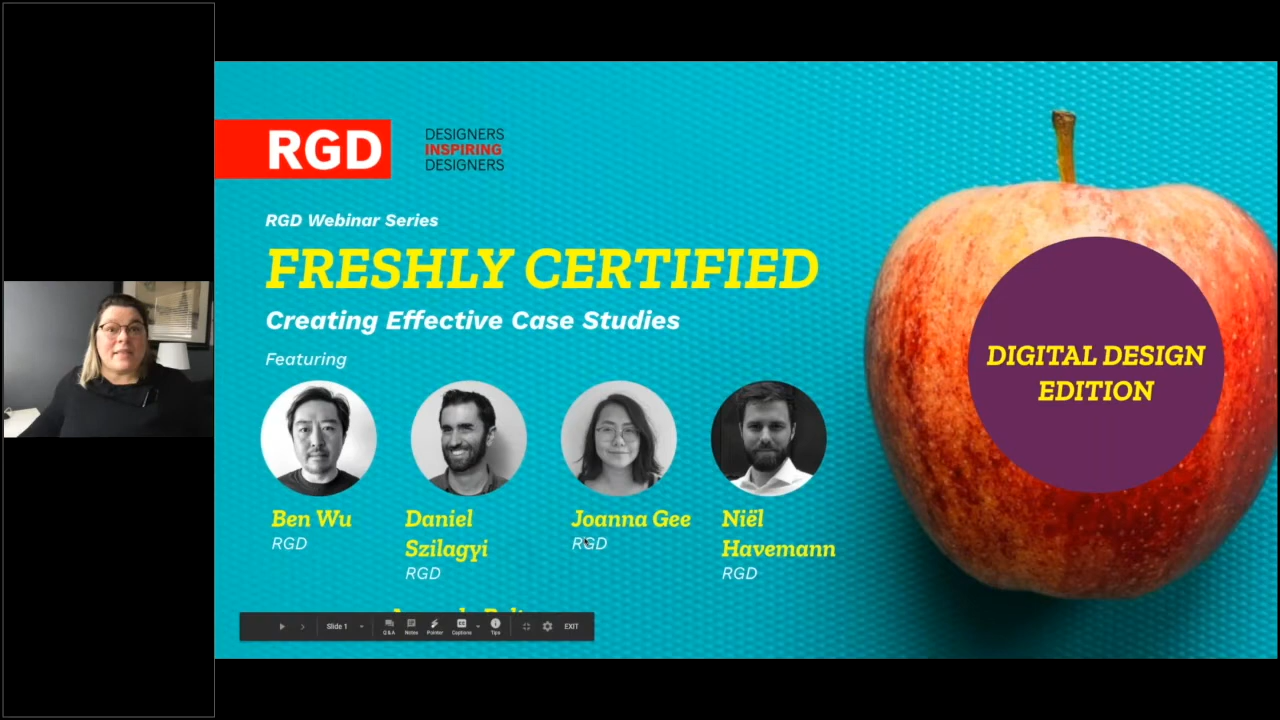 RGD
DESIGNERS
INSPIRING
DESIGNERS
RGD Webinar Series
FRESHLY CERTIFIED
Creating Effective Case Studies
Featuring
DIGITAL DESIGN
EDITION
Ben Wu
RGD
Daniel
Szilagyi
RGD
Joanna Gee
RGD
Niël
Havemann
RGD
Slide 1
Q&A
Notes
Pointer
Captions
Tips
EXIT